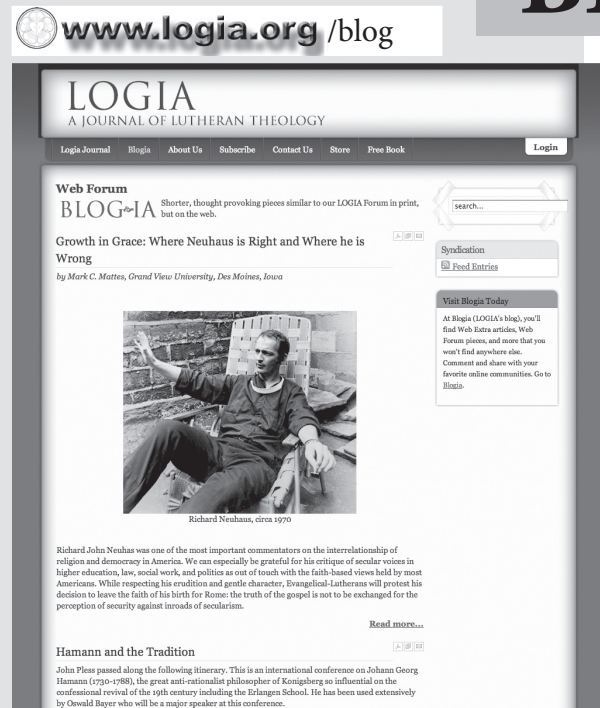 www.logia.org /blog
LOGIA
A JOURNAL OF LUTHERAN THEOLOGY
Logia Journal Blogia About Us Subscribe Contact Us Store Free Book
Login
Web Forum
BLOGIA
Shorter, thought provoking pieces similar to our LOGIA Forum in print,
but on the web.
Growth in Grace: Where Neuhaus is Right and Where he is
Wrong
by Mark C. Mattes, Grand View University, Des Moines, Iowa
Richard Neuhaus, circa 1970
Richard John Neuhas was one of the most important commentators on the interrelationship of
religion and democracy in America. We can especially be grateful for his critique of secular voices in
higher education, law, social work, and politics as out of touch with the faith-based views held by most
Americans. While respecting his erudition and gentle character, Evangelical-Lutherans will protest his
decision to leave the faith of his birth for Rome: the truth of the gospel is not to be exchanged for the
perception of security against inroads of secularism.
Read more...
Hamann and the Tradition
John Pless passed along the following itinerary. This is an international conference on Johann Georg
Hamann (1730-1788), the great anti-rationalist philosopher of Konigsberg so influential on the
confessional revival of the 19th century including the Erlangen School. He has been used extensively
by Oswald Bayer who will be a major speaker at this conference.
search...
Syndication
Feed Entries
Visit Blogia Today
At Blogia (LOGIA's blog), you'll
find Web Extra articles, Web
Forum pieces, and more that you
won't find anywhere else.
Comment and share with your
favorite online communities. Go to
Blogia.